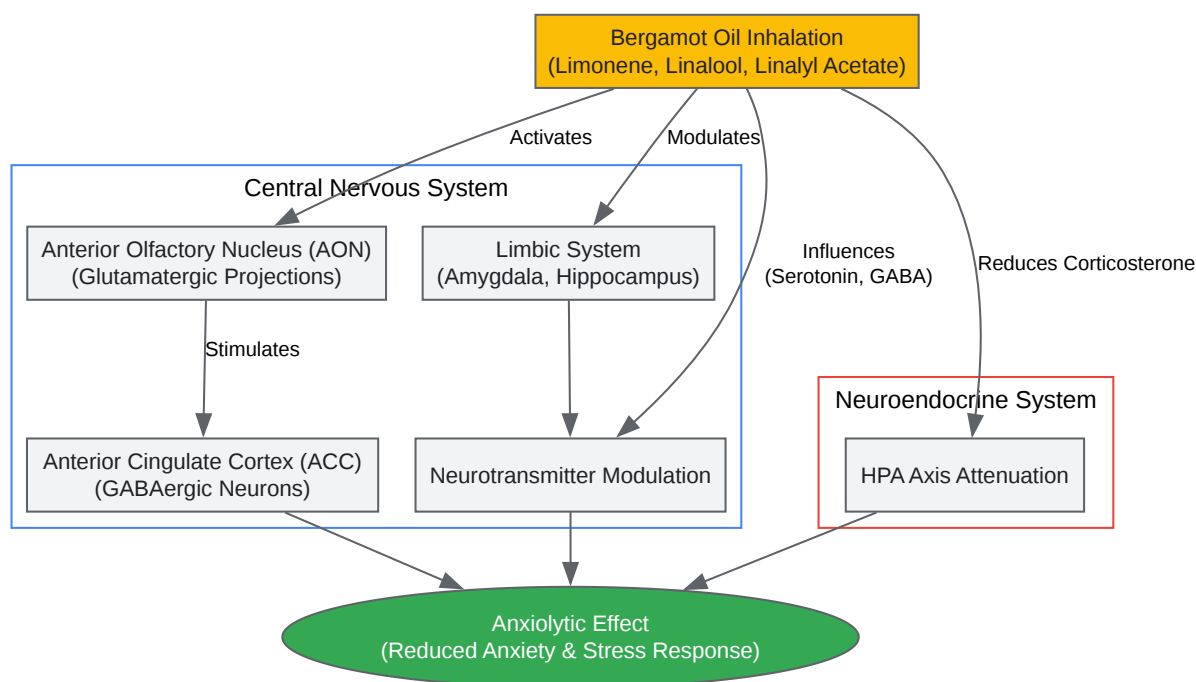 Bergamot Oil Inhalation
(Limonene, Linalool, Linalyl Acetate)
Activates
Modulates
Central Nervous System
Anterior Olfactory Nucleus (AON)
(Glutamatergic Projections)
Limbic System
(Amygdala, Hippocampus)
Influences
(Serotonin, GABA)
Reduces Corticosterone
Stimulates
Neuroendocrine System
Anterior Cingulate Cortex (ACC)
(GABAergic Neurons)
Neurotransmitter Modulation
HPA Axis Attenuation
Anxiolytic Effect
(Reduced Anxiety & Stress Response)